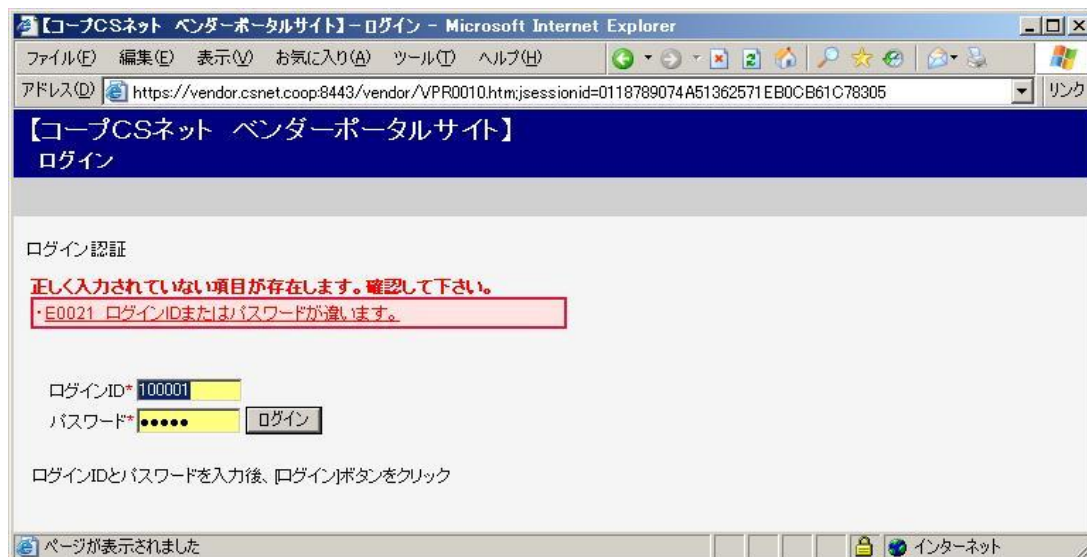 【コープCSネット ベンダーポータルサイト】-ログイン - Microsoft Internet Explorer
ファイル(F) 編集(E) 表示(V) お気に入り(A) ツール(T) ヘルプ(H)
アドレス(D) https://vendor.csnet.coop:8443/vendor/VPR0010.htm;jsessionid=0118789074A51362571EB0CB61C78305 リンク
【コープCSネット ベンダーポータルサイト】
ログイン
ログイン認証
正しく入力されていない項目が存在します。確認して下さい。
・E0021 ログインIDまたはパスワードが違います。
ログインID* 100001
パスワード* ●●●●● ログイン
ログインIDとパスワードを入力後、[ログイン]ボタンをクリック
ページが表示されました インターネット